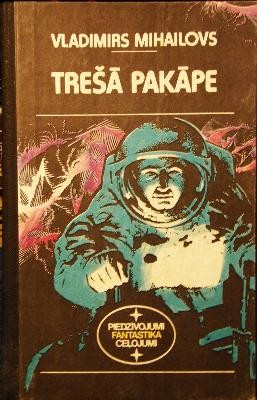 VLADIMIRS MIHAILOVS
TREŠĀ PAKĀPE
PIEDZĪVOJUMI
FANTASTIKA
CEĻOJUMI